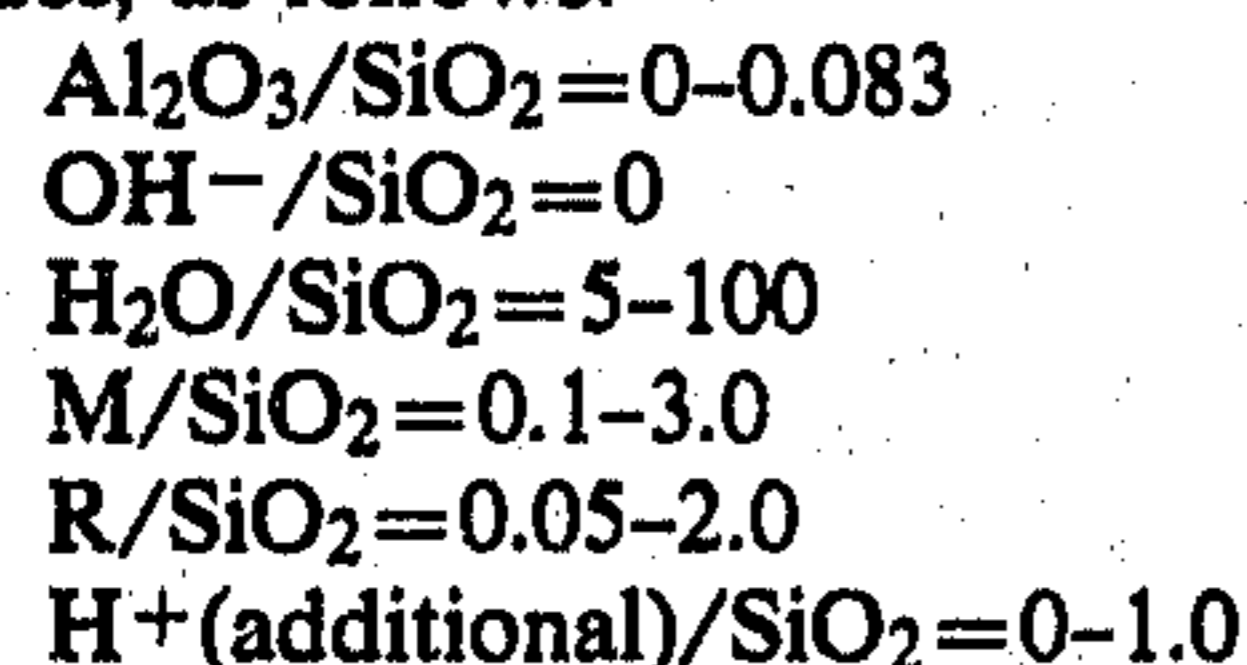 Al₂O₃/SiO₂=0–0.083
OH⁻/SiO₂=0
H₂O/SiO₂=5–100
M/SiO₂=0.1–3.0
R/SiO₂=0.05–2.0
H⁺(additional)/SiO₂=0–1.0